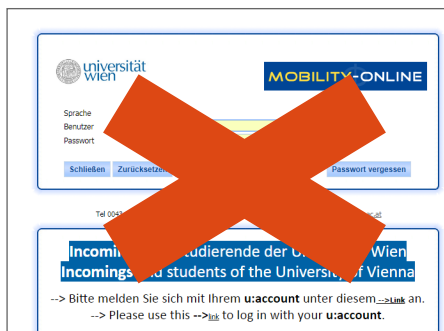 universität
wien
MOBILITY-ONLINE
Sprache
Benutzer
Passwort
Schließen Zurücksetzen Passwort vergessen
Tel
Studierende der Wien
Incomings students of the University of Vienna
--> Bitte melden Sie sich mit Ihrem u:account unter diesem -->Link an.
--> Please use this -->link to log in with your u:account.